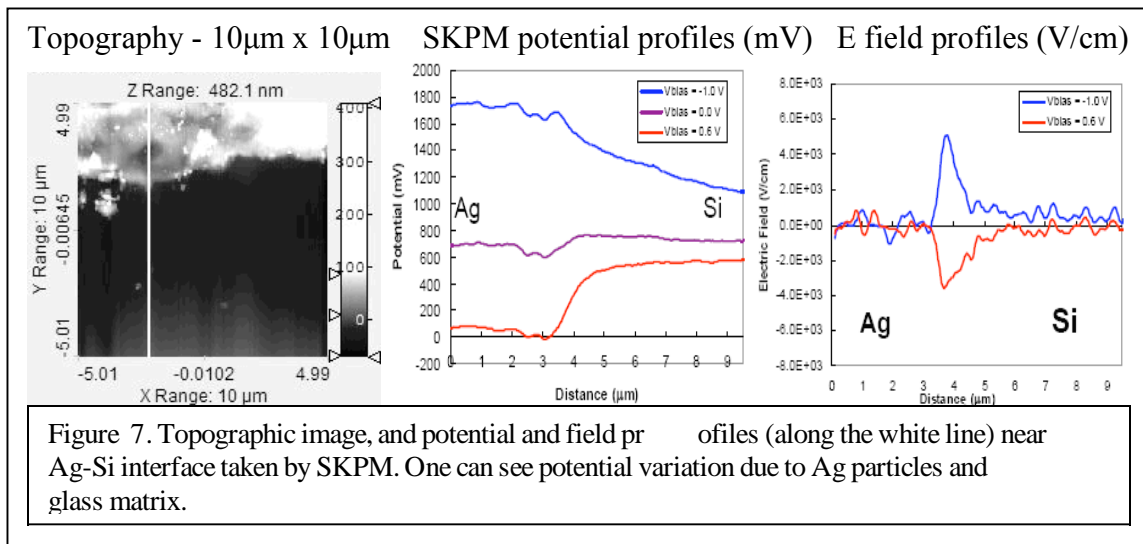 Topography - 10μm x 10μm
SKPM potential profiles (mV)
E field profiles (V/cm)
Z Range: 482.1 nm
4.99
-0.00645
-5.01
Y Range: 10 μm
-5.01
-0.0102
4.99
X Range: 10 μm
400
300
200
100
0
2000
1800
1600
1400
1200
1000
800
600
400
200
0
-200
Potential (mV)
Vbias = -1.0 V
Vbias = 0.0 V
Vbias = 0.6 V
Ag
Si
0
1
2
3
4
5
6
7
8
9
Distance (μm)
8.0E+03
6.0E+03
4.0E+03
2.0E+03
0.0E+00
-2.0E+03
-4.0E+03
-6.0E+03
-8.0E+03
Electric Field (V/cm)
Vbias = -1.0 V
Vbias = 0.6 V
Ag
Si
0
1
2
3
4
5
6
7
8
9
Distance (μm)
Figure 7. Topographic image, and potential and field pr ofiles (along the white line) near
Ag-Si interface taken by SKPM. One can see potential variation due to Ag particles and
glass matrix.